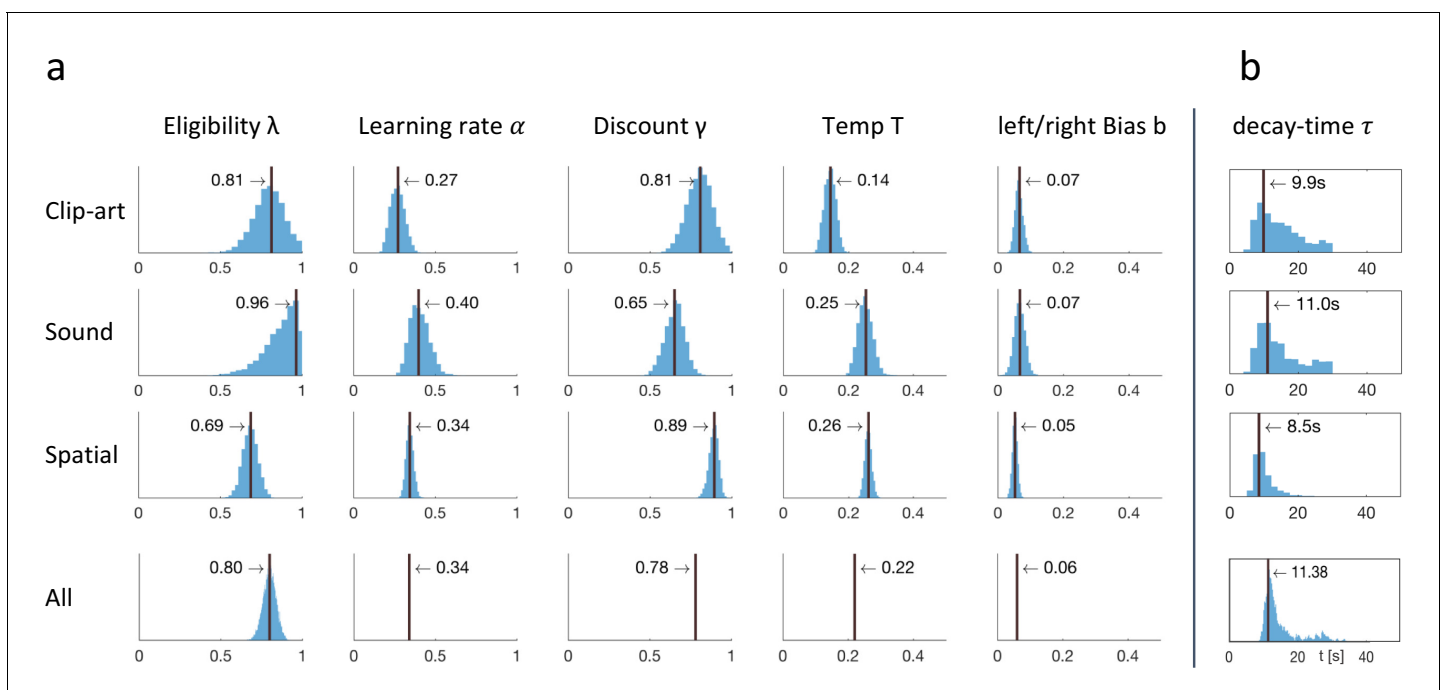 a
b
Eligibility λ Learning rate α Discount γ Temp T left/right Bias b decay-time τ
Clip-art
0.81 → ← 0.27 0.81 → ← 0.14 ← 0.07 ← 9.9s
0 0.5 1 0 0.5 1 0 0.5 1 0 0.2 0.4 0 0.2 0.4 0 20 40
Sound
0.96 → ← 0.40 0.65 → 0.25 → ← 0.07 ← 11.0s
0 0.5 1 0 0.5 1 0 0.5 1 0 0.2 0.4 0 0.2 0.4 0 20 40
Spatial
0.69 → ← 0.34 0.89 → 0.26 → ← 0.05 ← 8.5s
0 0.5 1 0 0.5 1 0 0.5 1 0 0.2 0.4 0 0.2 0.4 0 20 40
All
0.80 → ← 0.34 0.78 → ← 0.22 ← 0.06 ← 11.38
0 0.5 1 0 0.5 1 0 0.5 1 0 0.2 0.4 0 0.2 0.4 0 20 t [s] 40